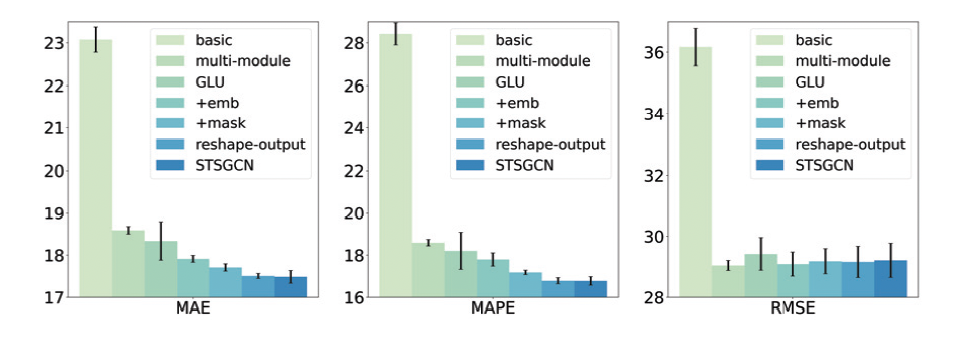 23
22
21
20
19
18
17
basic
multi-module
GLU
+emb
+mask
reshape-output
STSGCN
MAE
28
26
24
22
20
18
16
basic
multi-module
GLU
+emb
+mask
reshape-output
STSGCN
MAPE
36
34
32
30
28
basic
multi-module
GLU
+emb
+mask
reshape-output
STSGCN
RMSE